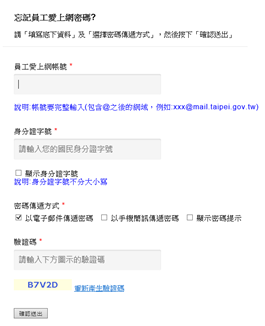 忘記員工愛上網密碼?
請「填寫底下資料」及「選擇密碼傳遞方式」，然後按下「確認送出」
員工愛上網帳號 *
說明:帳號要完整輸入(包含@之後的網域，例如:xxx@mail.taipei.gov.tw)
身分證字號 *
請輸入您的國民身分證字號
顯示身分證字號
說明:身分證字號不分大小寫
密碼傳遞方式 *
以電子郵件傳遞密碼 以手機簡訊傳遞密碼 顯示密碼提示
驗證碼 *
請輸入下方圖示的驗證碼
B7V2D 重新產生驗證碼
確認送出